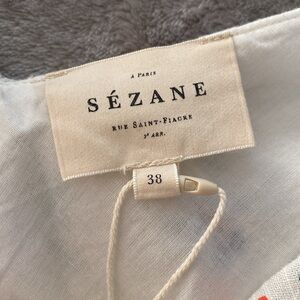 A PARIS
SÉZANE
RUE SAINT-FIACRE
2E ARR.
38